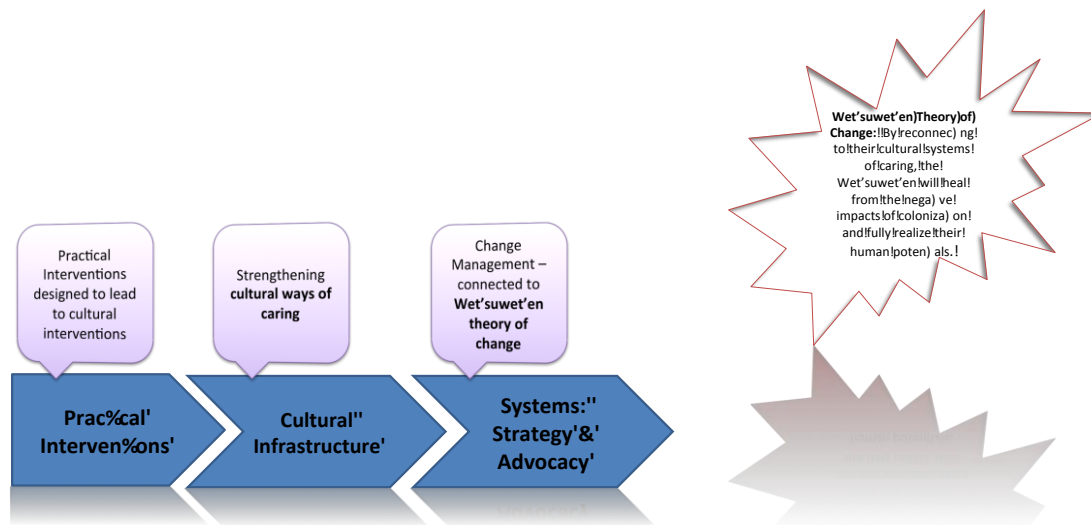 Wet'suwet'en)Theory)of)
Change:!!By!reconnec) ng!
to!their!cultural!systems!
of!caring,!the!
Wet'suwet'en!will!heal!
from!the!nega) ve!
impacts!of!coloniza) on!
and!fully!realize!their!
human!poten) als.!
Practical
Interventions
designed to lead
to cultural
interventions
Strengthening
cultural ways of
caring
Change
Management –
connected to
Wet'suwet'en
theory of
change
Prac%cal'
Interven%ons'
Cultural''
Infrastructure'
Systems:''
Strategy'&'
Advocacy'